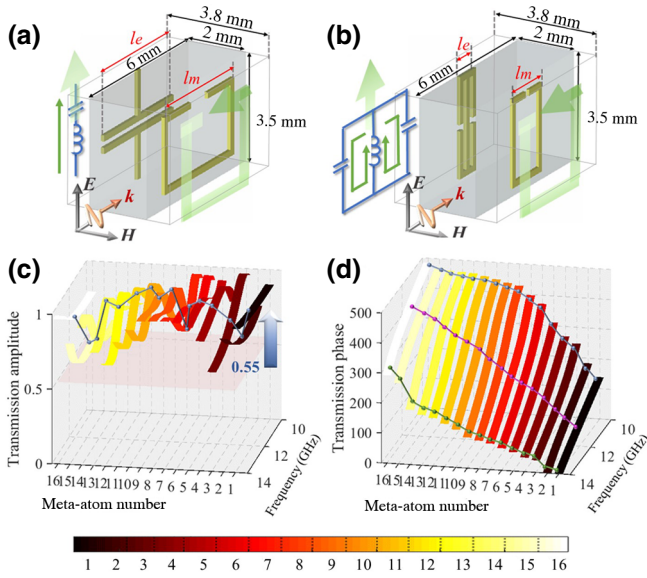 (a)
3.8 mm
2 mm
le
6 mm
lm
3.5 mm
E
k
H
(b)
3.8 mm
2 mm
6 mm
le
lm
3.5 mm
E
k
H
(c)
Transmission amplitude
1
0.5
0
0.55
16 15 14 13 12 11 10 9 8 7 6 5 4 3 2 1
Meta-atom number
10
12
14
Frequency (GHz)
(d)
Transmission phase
500
400
300
200
100
0
16 15 14 13 12 11 10 9 8 7 6 5 4 3 2 1
Meta-atom number
10
12
14
Frequency (GHz)
1 2 3 4 5 6 7 8 9 10 11 12 13 14 15 16